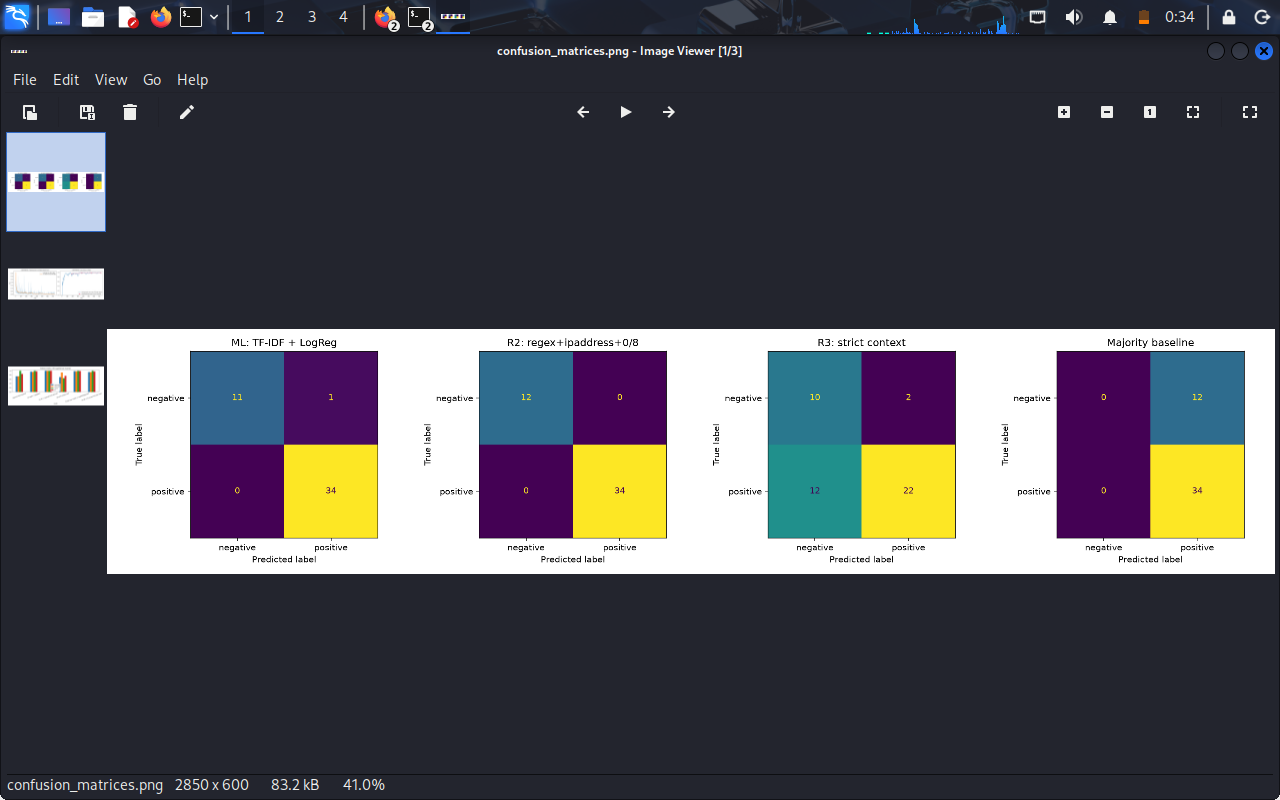 1 2 3 4 2 2 0:34
confusion_matrices.png - Image Viewer [1/3]
File Edit View Go Help
1
ML: TF-IDF + LogReg
negative
positive
True label
11 1
0 34
negative positive
Predicted label
R2: regex+ipaddress+0/8
negative
positive
True label
12 0
0 34
negative positive
Predicted label
R3: strict context
negative
positive
True label
10 2
12 22
negative positive
Predicted label
Majority baseline
negative
positive
True label
0 12
0 34
negative positive
Predicted label
confusion_matrices.png 2850 x 600 83.2 kB 41.0%